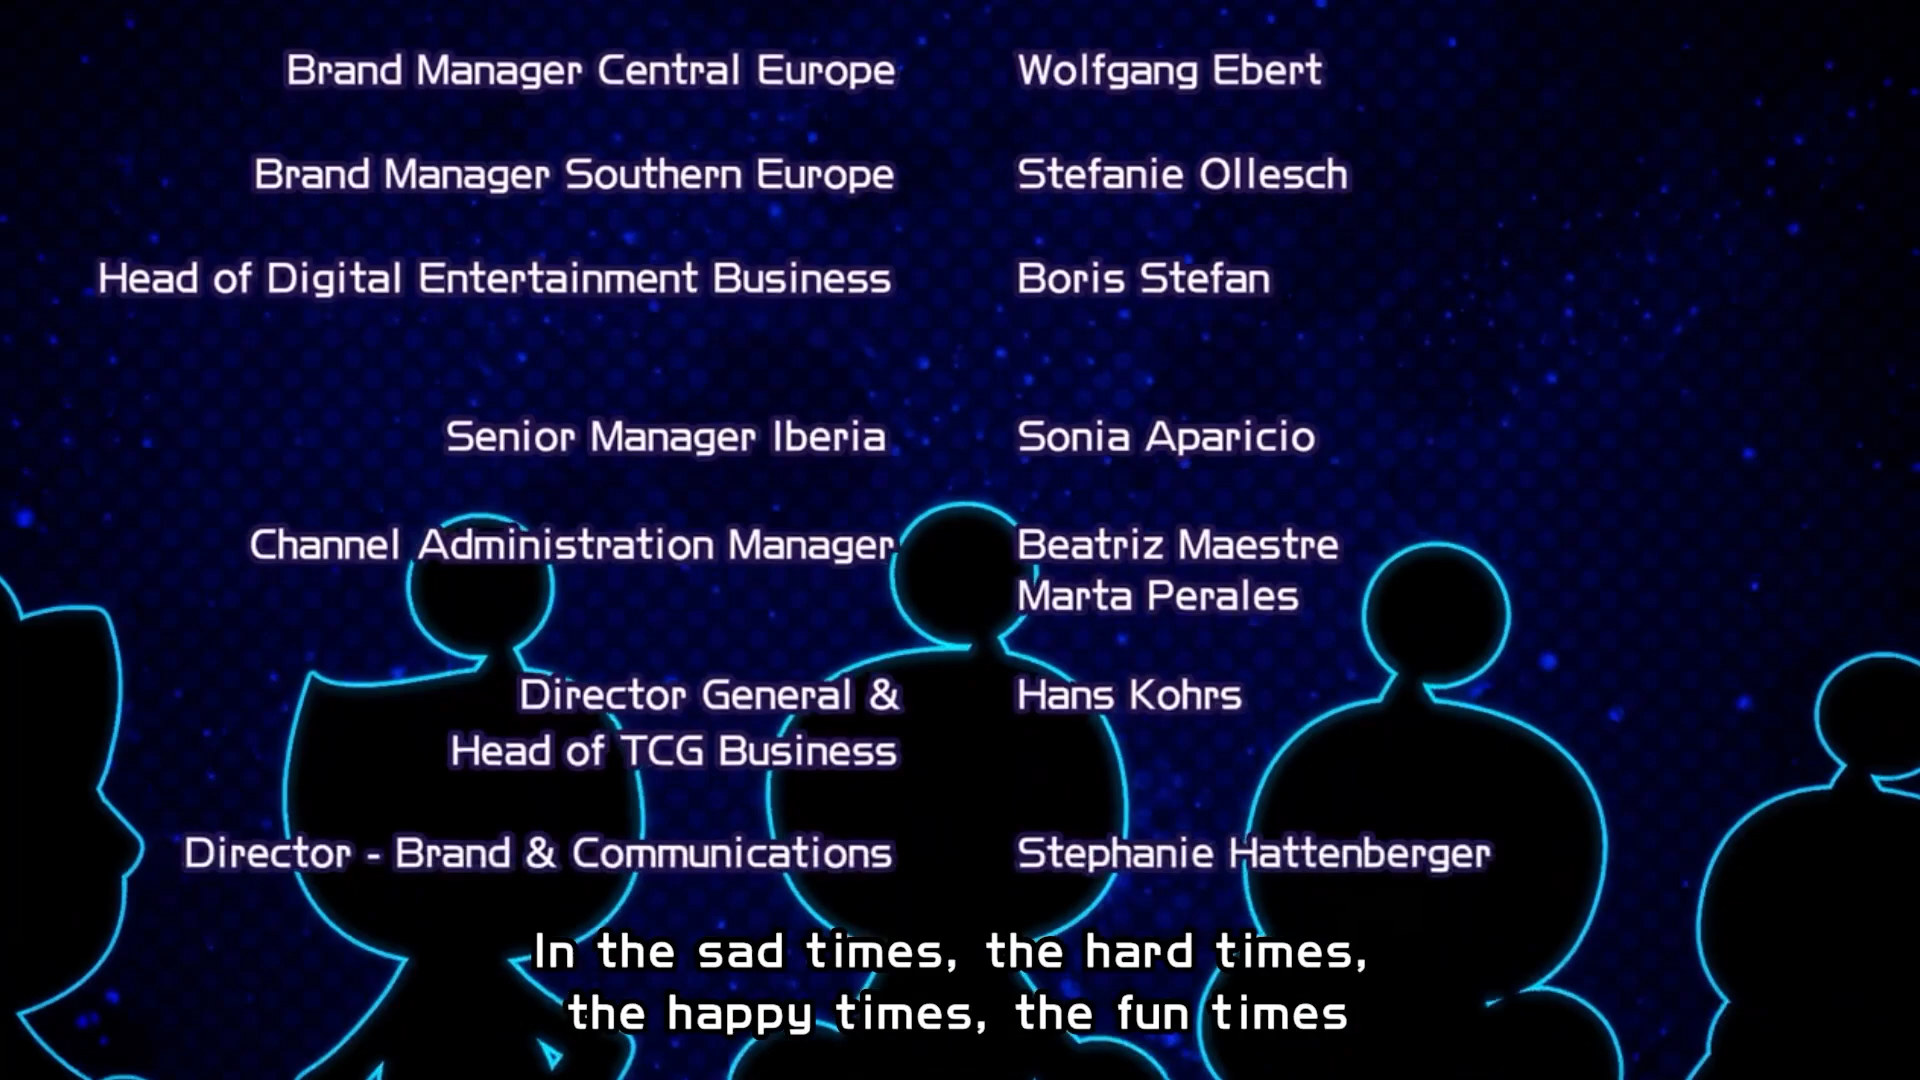 Brand Manager Central Europe Wolfgang Ebert
Brand Manager Southern Europe Stefanie Ollesch
Head of Digital Entertainment Business Boris Stefan
Senior Manager Iberia Sonia Aparicio
Channel Administration Manager Beatriz Maestre
Marta Perales
Director General & Hans Kohrs
Head of TCG Business
Director - Brand & Communications Stephanie Hattenberger
In the sad times, the hard times,
the happy times, the fun times